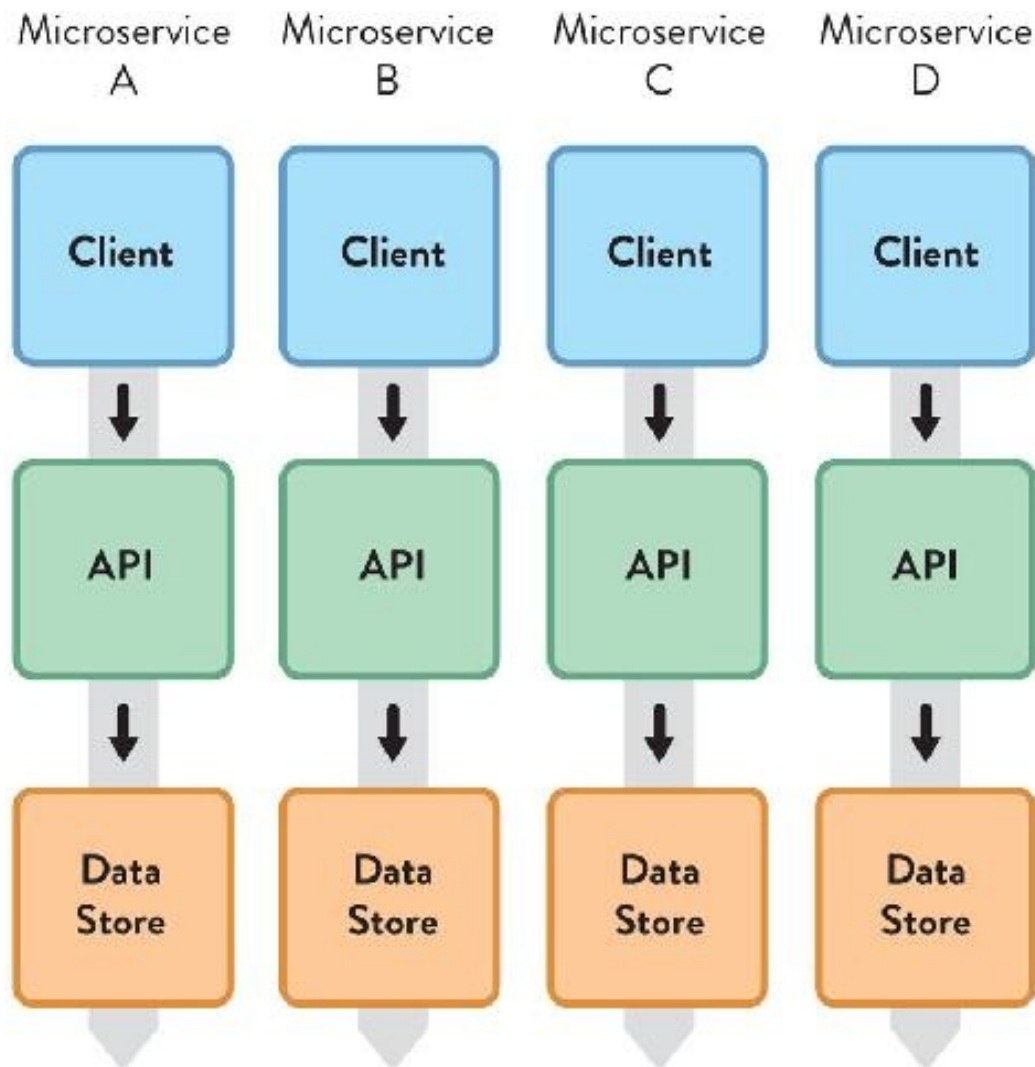 Microservice
A
Microservice
B
Microservice
C
Microservice
D
Client
Client
Client
Client
API
API
API
API
Data
Store
Data
Store
Data
Store
Data
Store